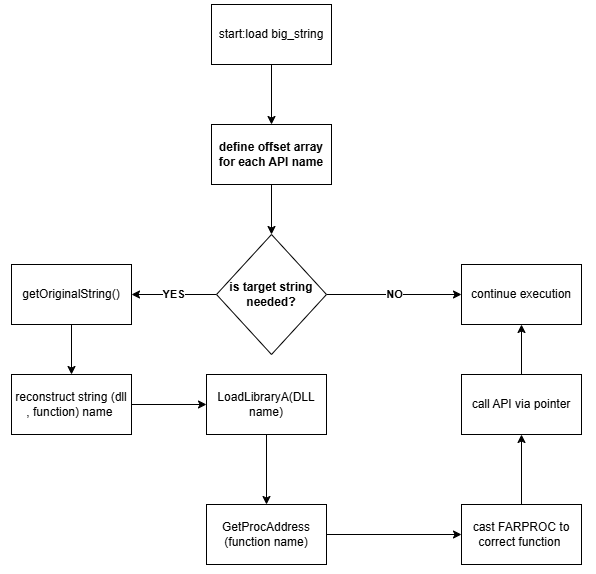 start:load big_string
define offset array
for each API name
is target string
needed?
YES
NO
getOriginalString()
continue execution
reconstruct string (dll
, function) name
LoadLibraryA(DLL
name)
call API via pointer
GetProcAddress
(function name)
cast FARPROC to
correct function